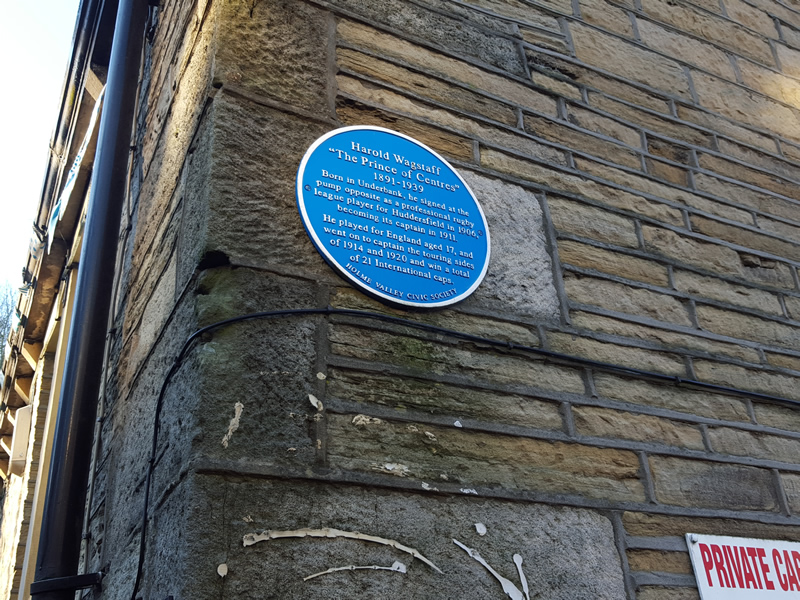 Harold Wagstaff
"The Prince of Centres"
1891-1939
Born in Underbank, he signed at the
pump opposite as a professional rugby
league player for Huddersfield in 1906,
becoming its captain in 1911.
He played for England aged 17, and
went on to captain the touring sides
of 1914 and 1920 and win a total
of 21 International caps.
HOLME VALLEY CIVIC SOCIETY
PRIVATE CAR